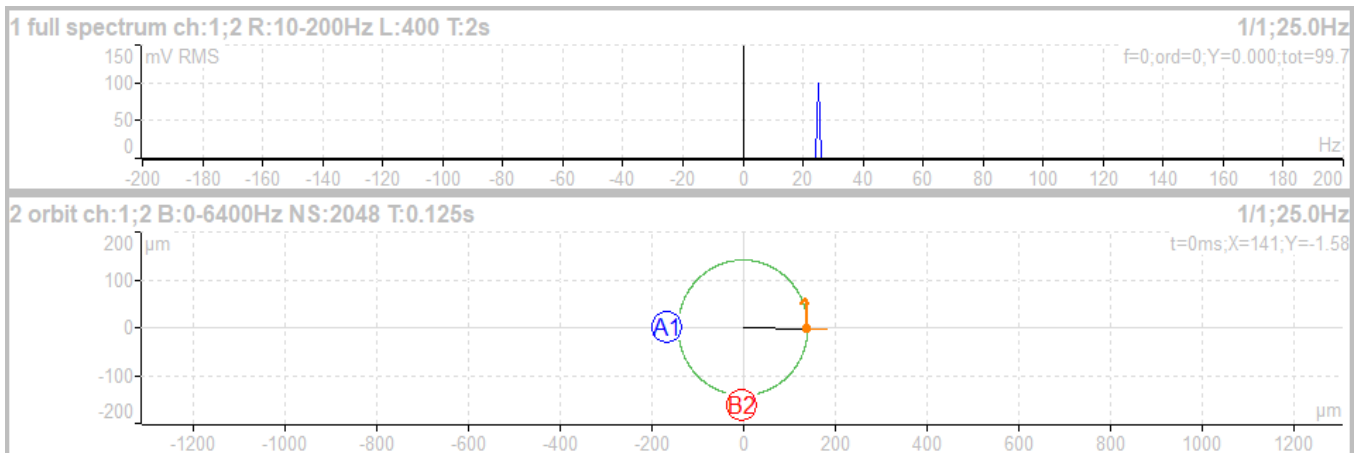 1 full spectrum ch:1;2 R:10-200Hz L:400 T:2s 1/1;25.0Hz
150 mV RMS f=0;ord=0;Y=0.000;tot=99.7
100
50
0 Hz
-200 -180 -160 -140 -120 -100 -80 -60 -40 -20 0 20 40 60 80 100 120 140 160 180 200
2 orbit ch:1;2 B:0-6400Hz NS:2048 T:0.125s 1/1;25.0Hz
200 µm t=0ms;X=141;Y=-1.58
100
0 A1
-100
-200 B2 µm
-1200 -1000 -800 -600 -400 -200 0 200 400 600 800 1000 1200